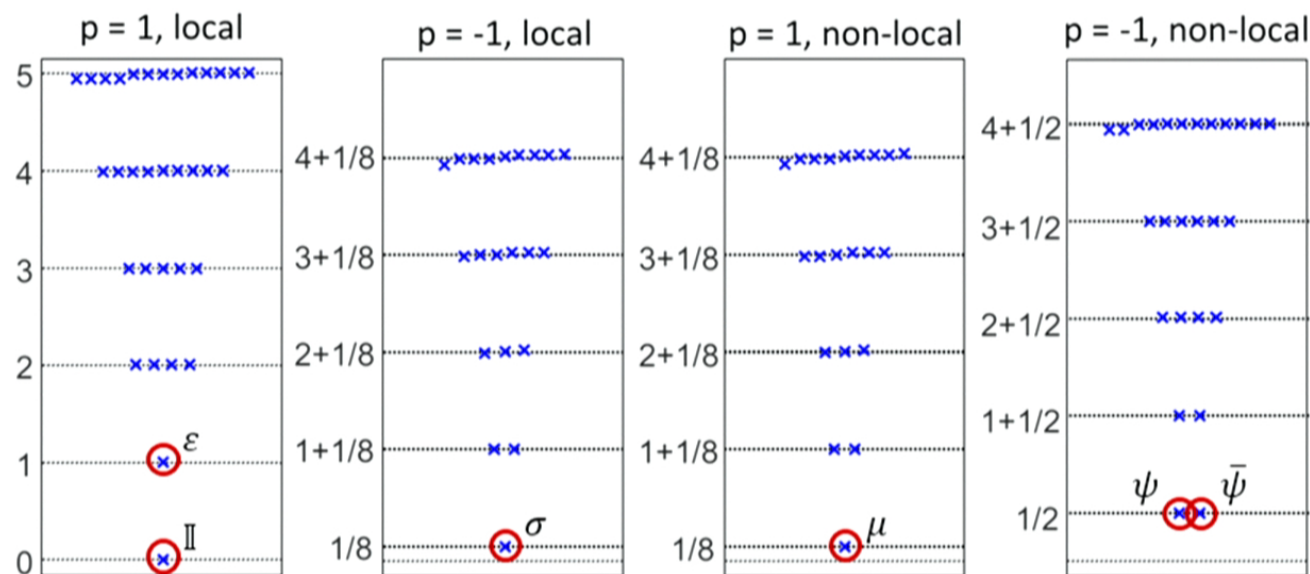 p = 1, local
5
4
3
2
1
0
ε
𝕀
p = -1, local
4+1/8
3+1/8
2+1/8
1+1/8
1/8
σ
p = 1, non-local
4+1/8
3+1/8
2+1/8
1+1/8
1/8
μ
p = -1, non-local
4+1/2
3+1/2
2+1/2
1+1/2
1/2
ψ ψ̄